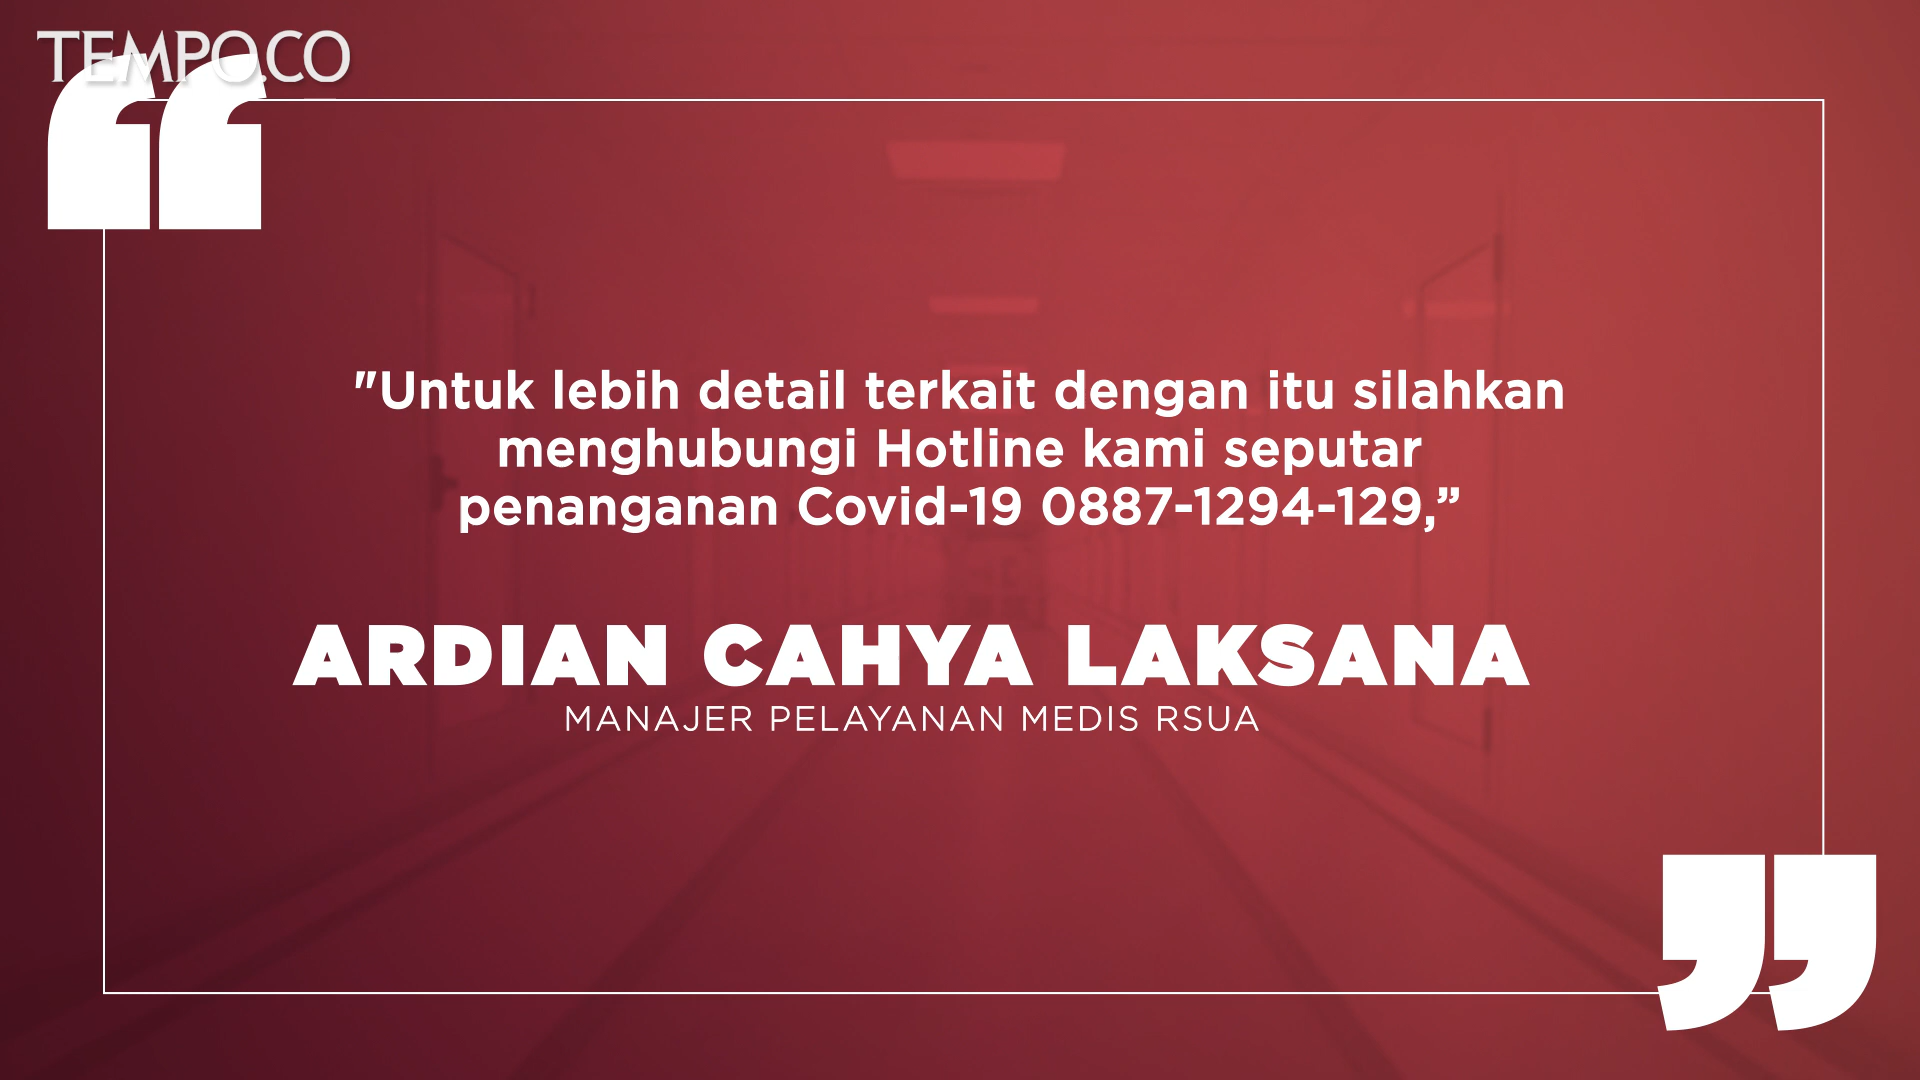 TEMPO.CO
"Untuk lebih detail terkait dengan itu silahkan
menghubungi Hotline kami seputar
penanganan Covid-19 0887-1294-129,”
ARDIAN CAHYA LAKSANA
MANAJER PELAYANAN MEDIS RSUA